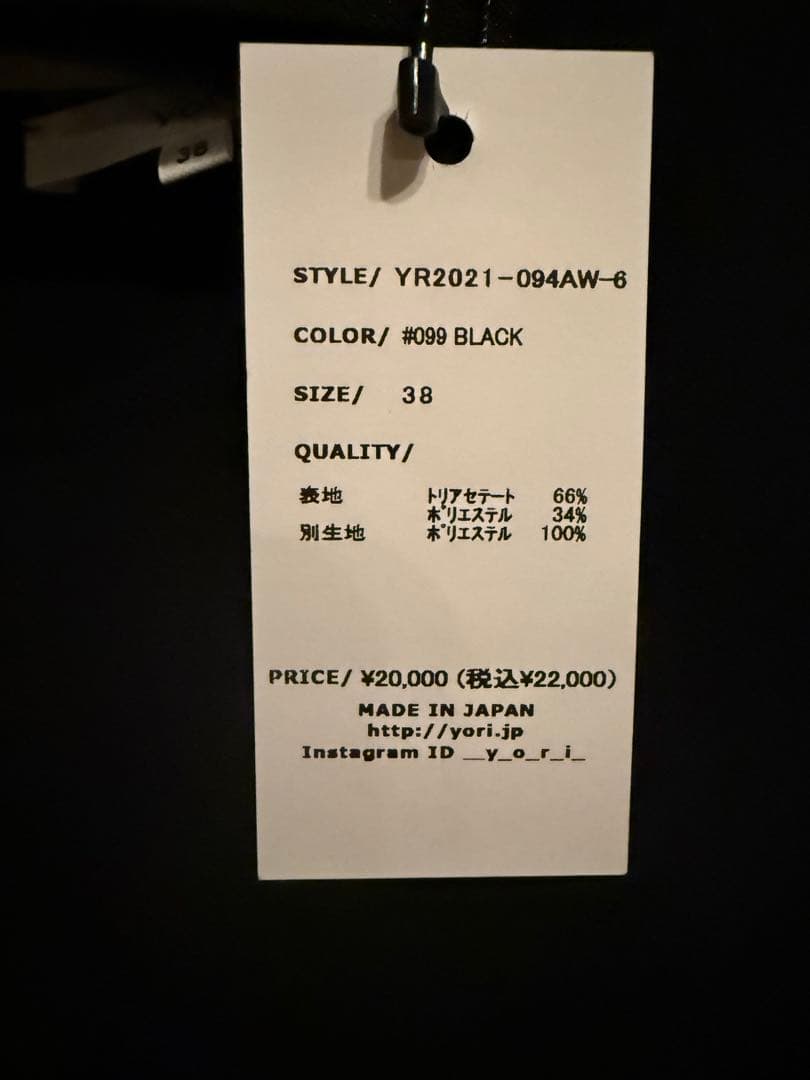 38
STYLE/ YR2021-094AW-6
COLOR/ #099 BLACK
SIZE/ 38
QUALITY/
表地 トリアセテート 66%
ポリエステル 34%
別生地 ポリエステル 100%
PRICE/ ¥20,000 (税込¥22,000)
MADE IN JAPAN
http://yori.jp
Instagram ID __y_o_r_i_